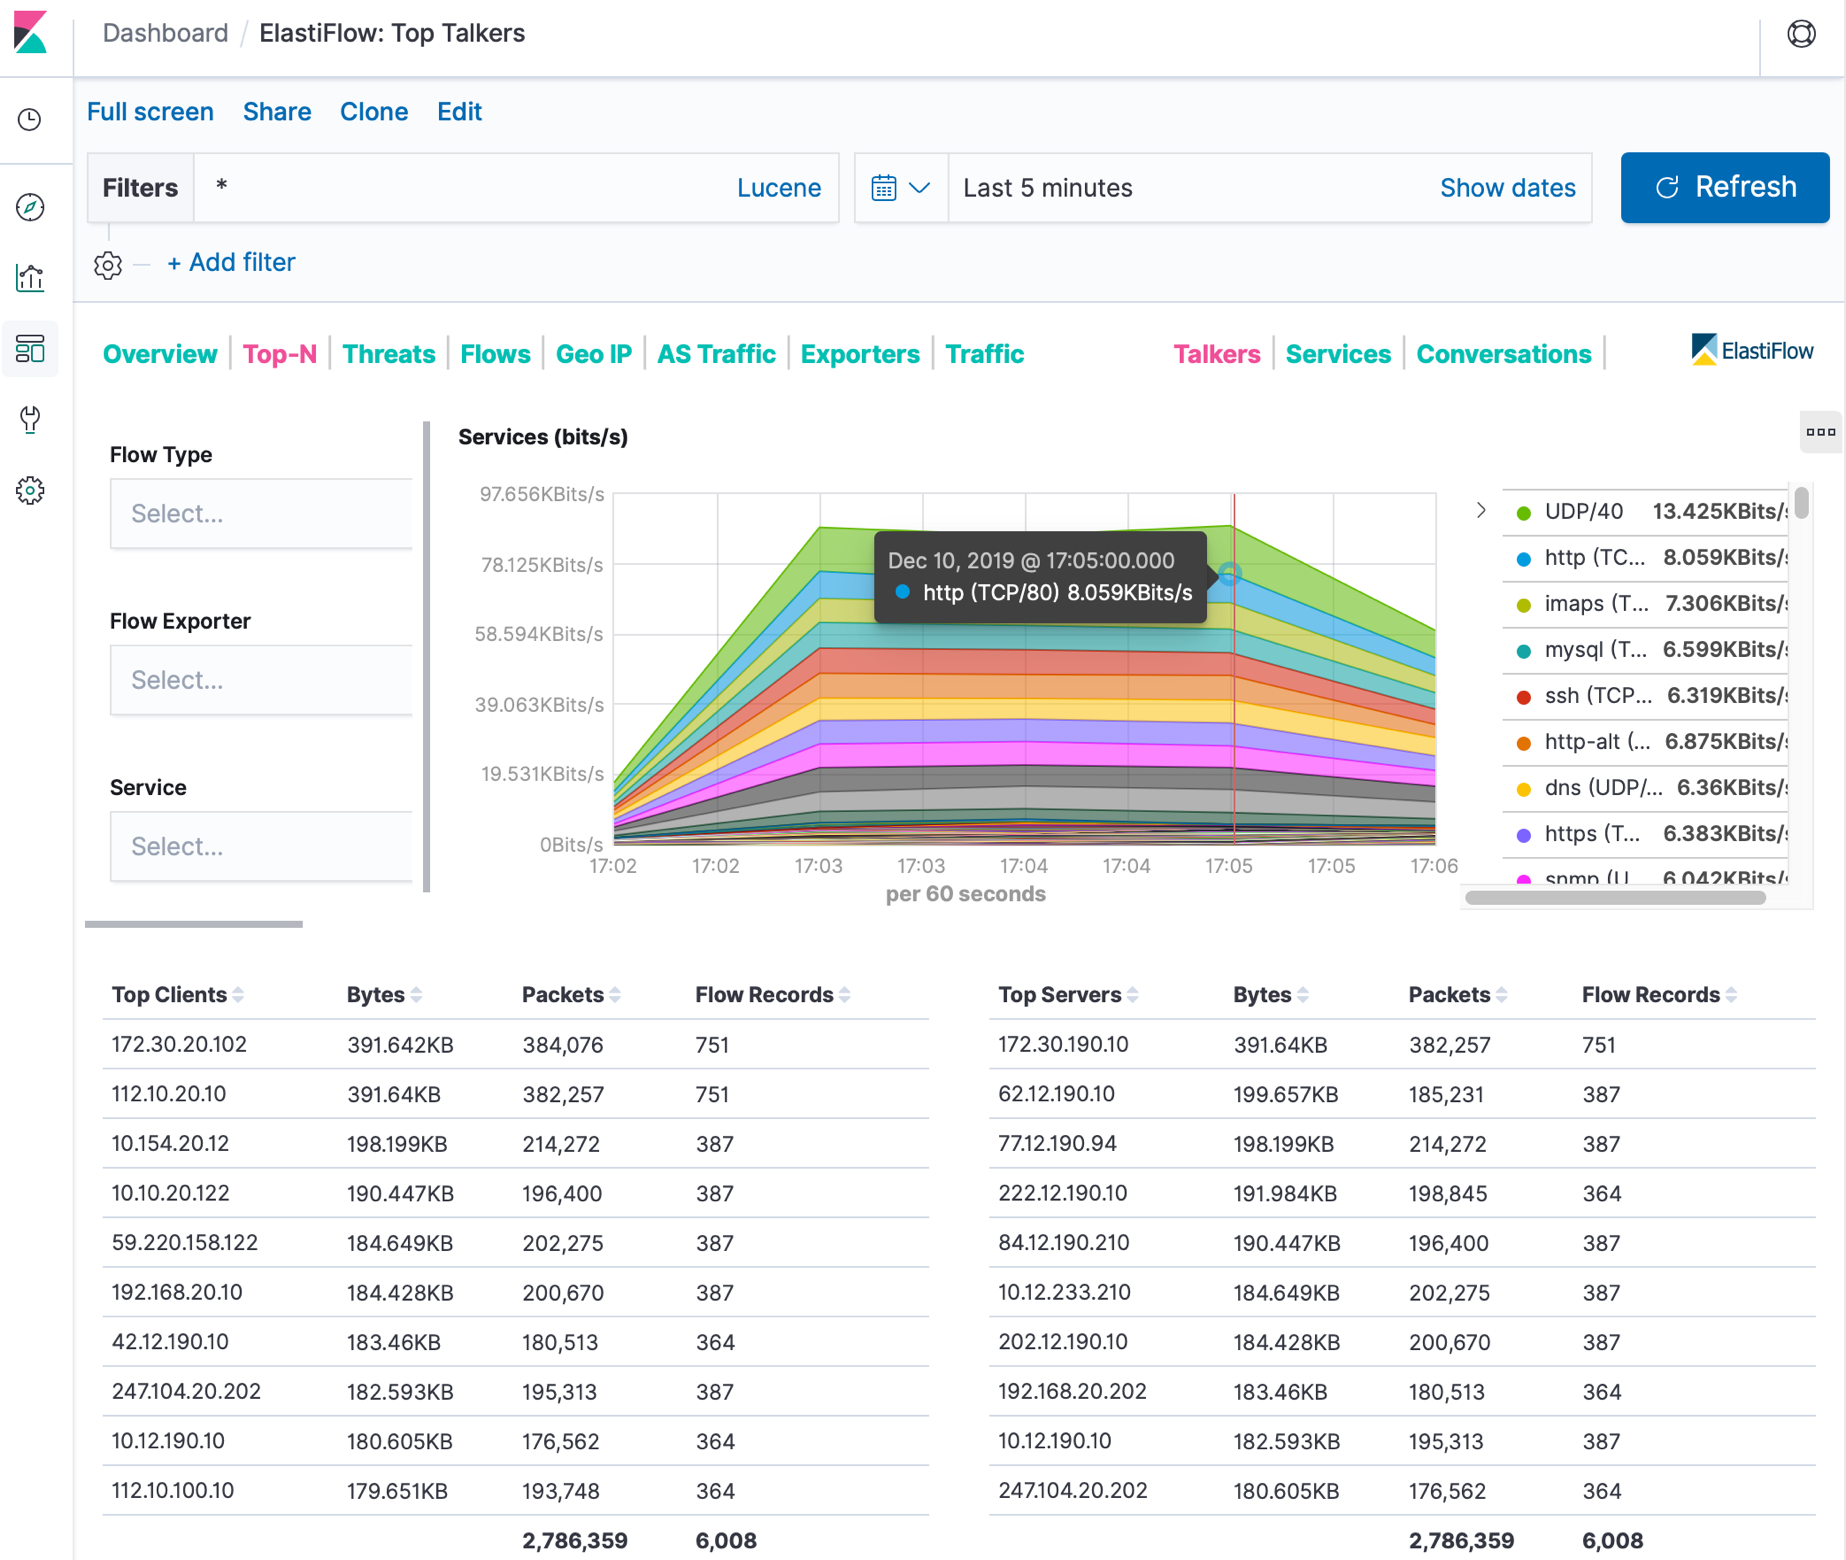 Dashboard / ElastiFlow: Top Talkers
Full screen Share Clone Edit
Filters * Lucene Last 5 minutes Show dates Refresh
+ Add filter
Overview Top-N Threats Flows Geo IP AS Traffic Exporters Traffic Talkers Services Conversations ElastiFlow
Flow Type
Select...
Flow Exporter
Select...
Service
Select...
Services (bits/s)
97.656KBits/s
78.125KBits/s
58.594KBits/s
39.063KBits/s
19.531KBits/s
0Bits/s
17:02 17:02 17:03 17:03 17:04 17:04 17:05 17:05 17:06
per 60 seconds
Dec 10, 2019 @ 17:05:00.000
http (TCP/80) 8.059KBits/s
UDP/40 13.425KBits/s
http (TC... 8.059KBits/s
imaps (T... 7.306KBits/s
mysql (T... 6.599KBits/s
ssh (TCP... 6.319KBits/s
http-alt (... 6.875KBits/s
dns (UDP/... 6.36KBits/s
https (T... 6.383KBits/s
snmp (U... 6.042KBits/s
Top Clients Bytes Packets Flow Records
172.30.20.102 391.642KB 384,076 751
112.10.20.10 391.64KB 382,257 751
10.154.20.12 198.199KB 214,272 387
10.10.20.122 190.447KB 196,400 387
59.220.158.122 184.649KB 202,275 387
192.168.20.10 184.428KB 200,670 387
42.12.190.10 183.46KB 180,513 364
247.104.20.202 182.593KB 195,313 387
10.12.190.10 180.605KB 176,562 364
112.10.100.10 179.651KB 193,748 364
2,786,359 6,008
Top Servers Bytes Packets Flow Records
172.30.190.10 391.64KB 382,257 751
62.12.190.10 199.657KB 185,231 387
77.12.190.94 198.199KB 214,272 387
222.12.190.10 191.984KB 198,845 364
84.12.190.210 190.447KB 196,400 387
10.12.233.210 184.649KB 202,275 387
202.12.190.10 184.428KB 200,670 387
192.168.20.202 183.46KB 180,513 364
10.12.190.10 182.593KB 195,313 387
247.104.20.202 180.605KB 176,562 364
2,786,359 6,008